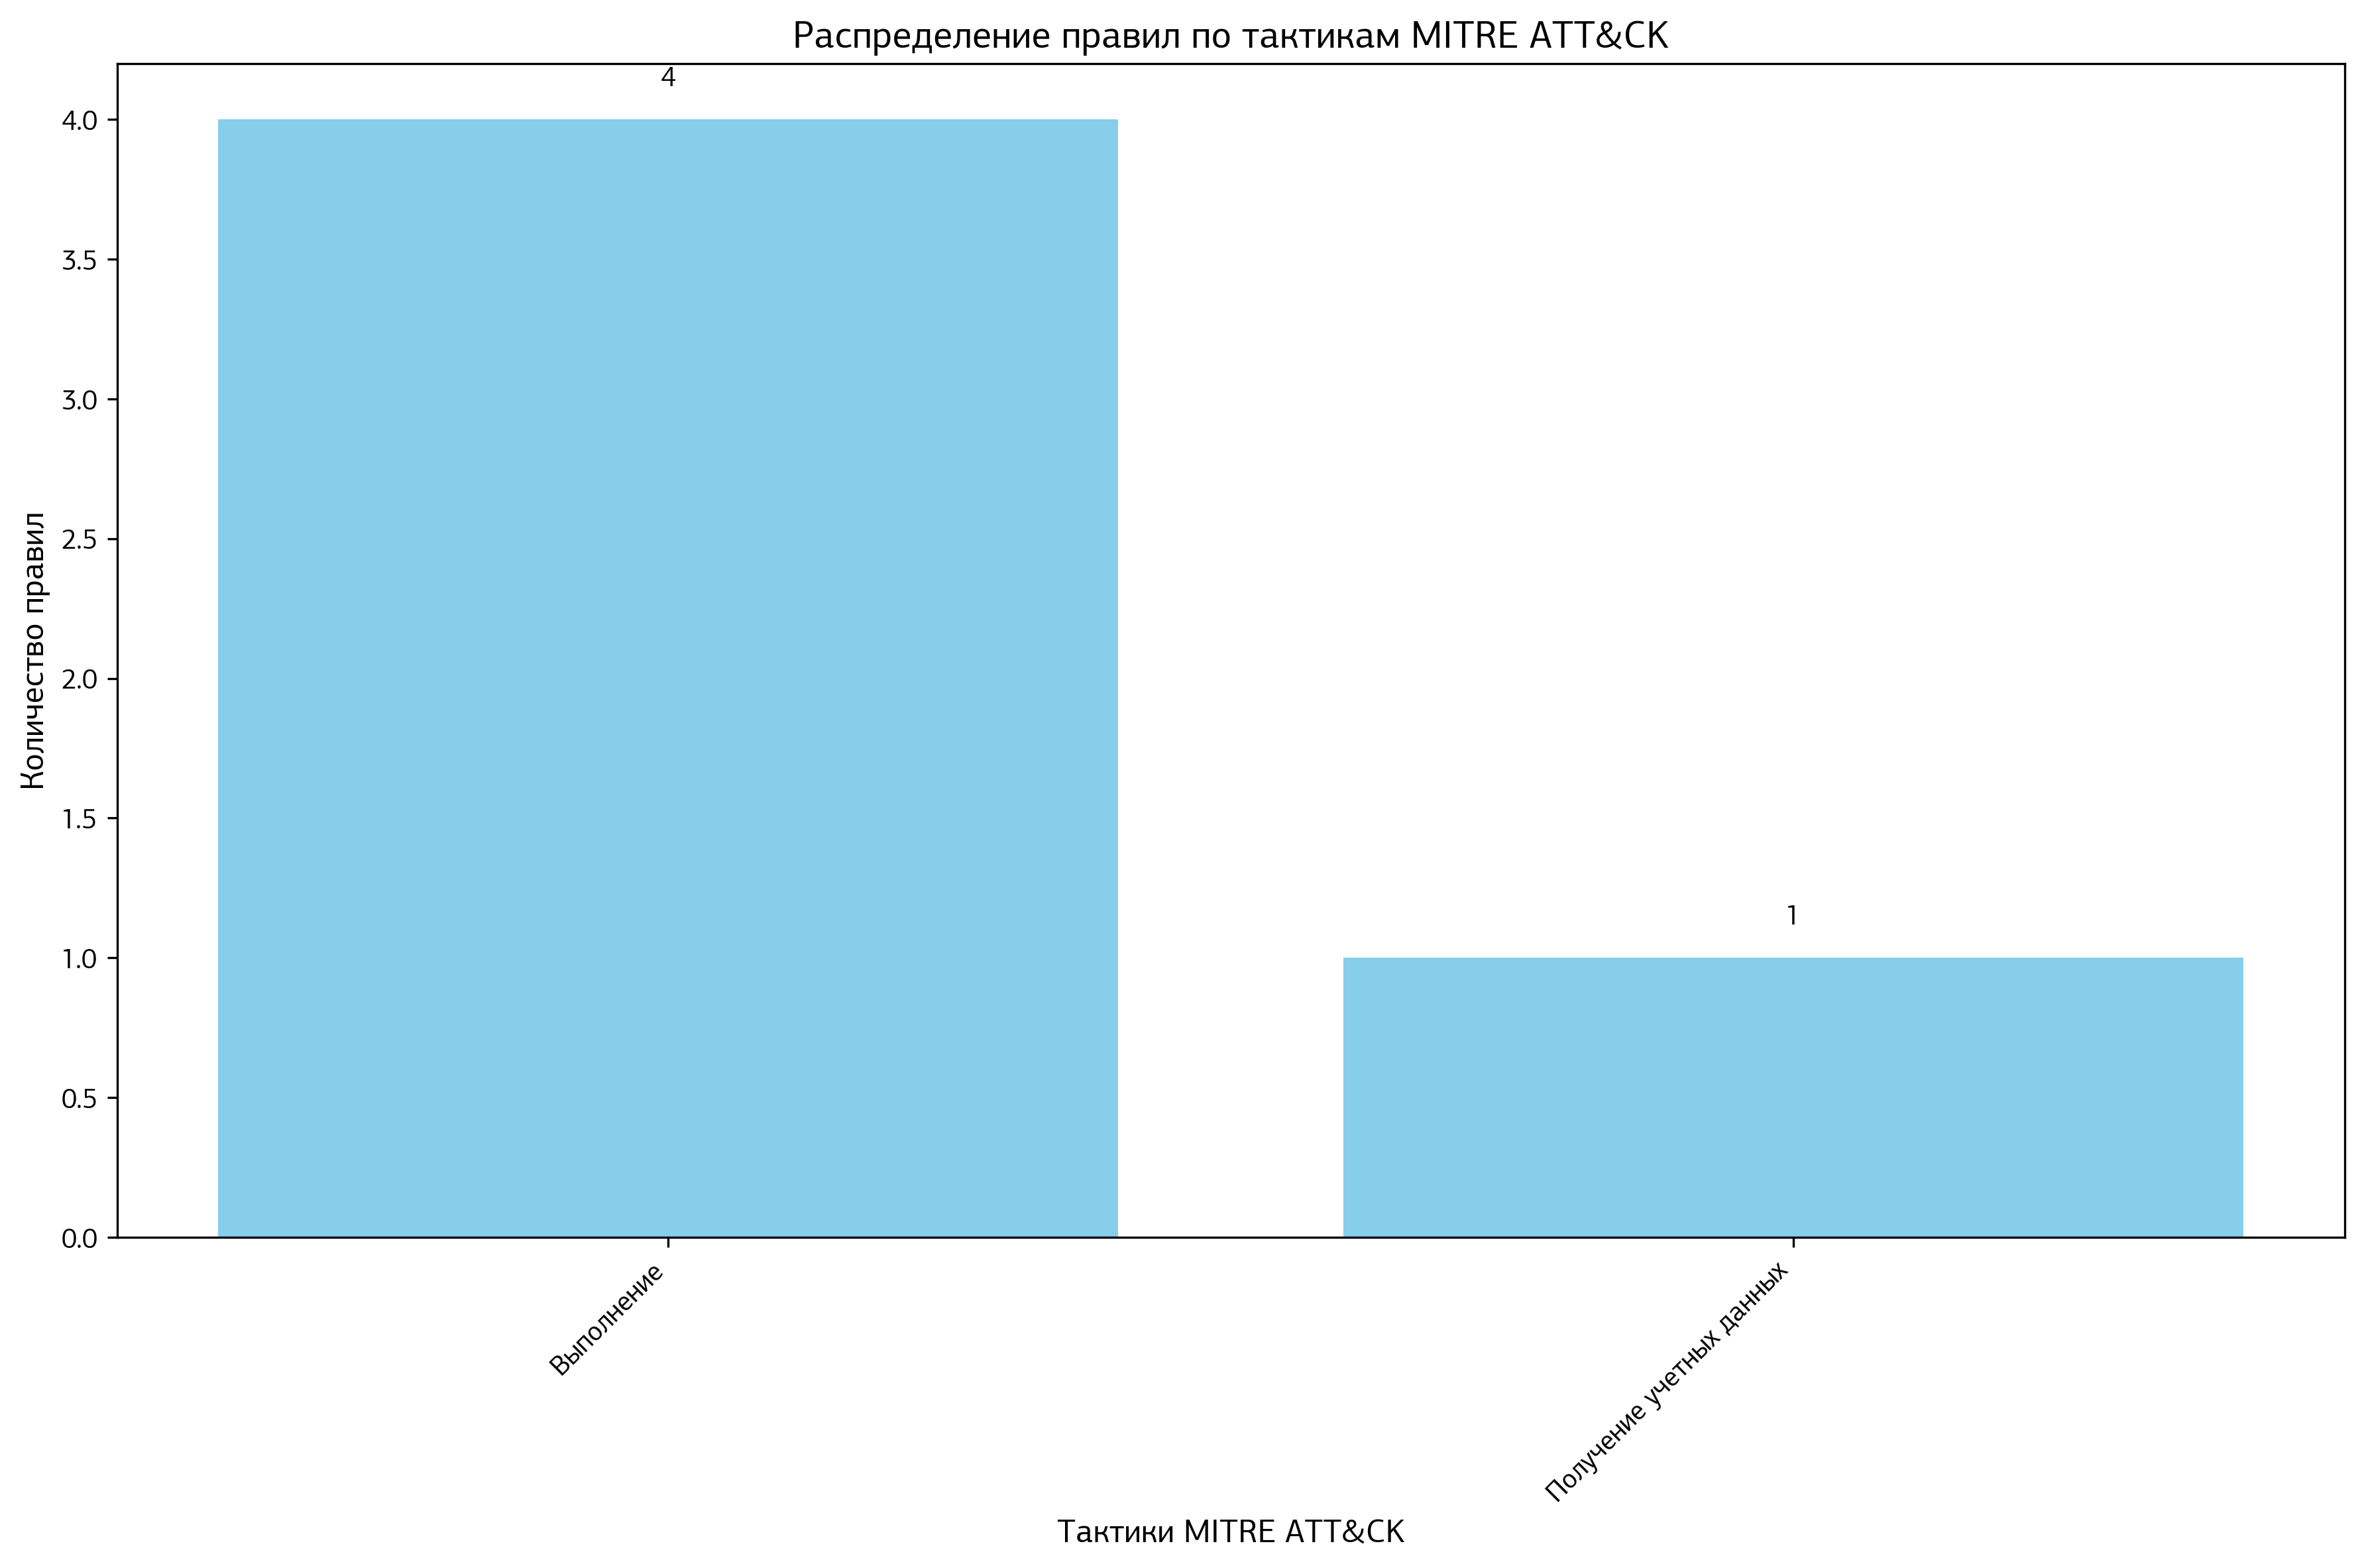 Распределение правил по тактикам MITRE ATT&CK
4
4.0
3.5
3.0
2.5
2.0
1.5
1
1.0
0.5
0.0
Количество правил
Выполнение
Получение учетных данных
Тактики MITRE ATT&CK